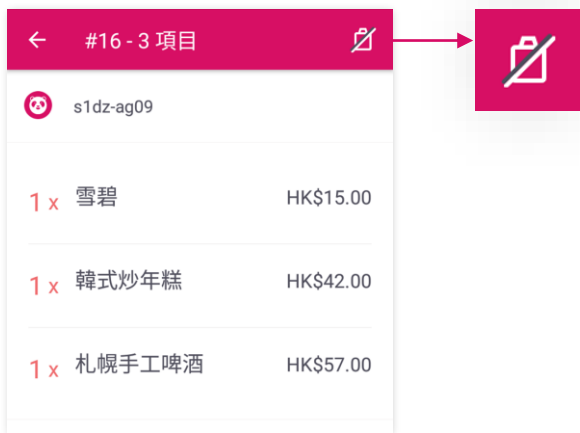 #16 - 3 項目
s1dz-ag09
1 x 雪碧 HK$15.00
1 x 韓式炒年糕 HK$42.00
1 x 札幌手工啤酒 HK$57.00